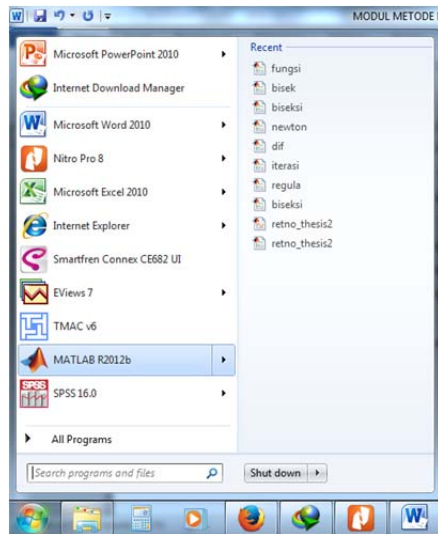 MODUL METODE
Microsoft PowerPoint 2010
Internet Download Manager
Microsoft Word 2010
Nitro Pro 8
Microsoft Excel 2010
Internet Explorer
Smartfren Connex CE682 UI
EViews 7
TMAC v6
MATLAB R2012b
SPSS 16.0
All Programs
Search programs and files
Recent
fungsi
bisek
biseksi
newton
dif
iterasi
regula
biseksi
retno_thesis2
retno_thesis2
Shut down